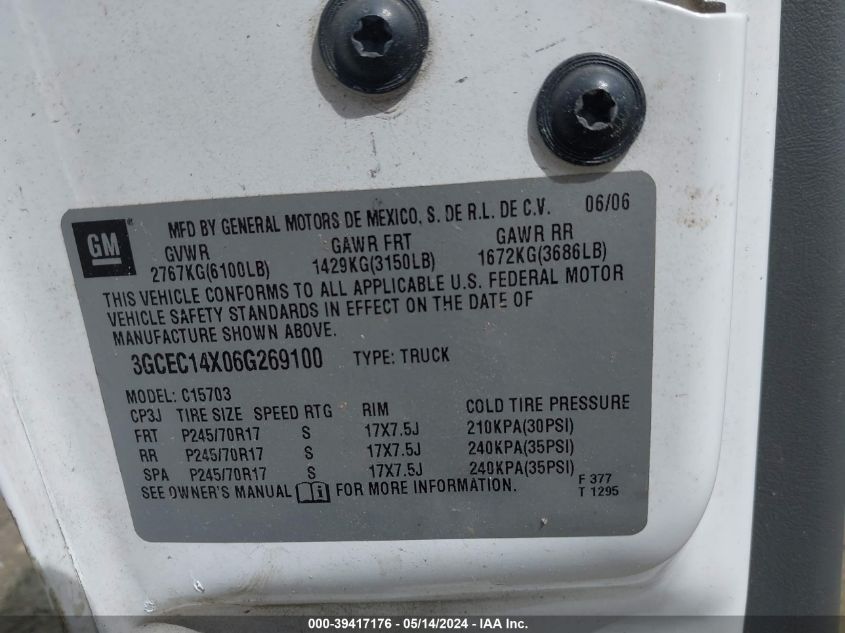 GM
MFD BY GENERAL MOTORS DE MEXICO, S. DE R.L. DE C.V. 06/06
GVWR GAWR FRT GAWR RR
2767KG(6100LB) 1429KG(3150LB) 1672KG(3686LB)
THIS VEHICLE CONFORMS TO ALL APPLICABLE U.S. FEDERAL MOTOR
VEHICLE SAFETY STANDARDS IN EFFECT ON THE DATE OF
MANUFACTURE SHOWN ABOVE.
3GCEC14X06G269100 TYPE: TRUCK
MODEL: C15703
CP3J TIRE SIZE SPEED RTG RIM COLD TIRE PRESSURE
FRT P245/70R17 S 17X7.5J 210KPA(30PSI)
RR P245/70R17 S 17X7.5J 240KPA(35PSI)
SPA P245/70R17 S 17X7.5J 240KPA(35PSI)
SEE OWNER'S MANUAL i FOR MORE INFORMATION.
F 377
T 1295
000-39417176 - 05/14/2024 - IAA Inc.